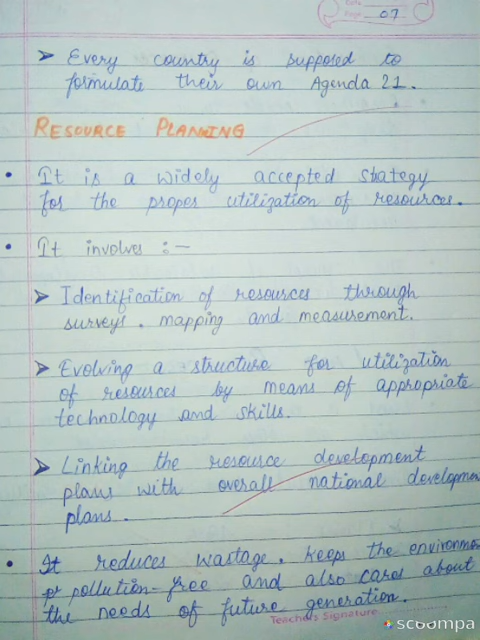 Page 07
➤ Every country is supposed to
formulate their own Agenda 21.
RESOURCE PLANNING
• It is a widely accepted stategy
for the proper utilization of resources.
• It involves :-
➤ Identification of resources through
surveys, mapping and measurement.
➤ Evolving a structure for utilization
of resources by means of appropriate
technology and skills.
➤ Linking the resource development
plans with overall national developmen
plans.
• It reduces wastage, keeps the environmen
pollution-free and also cares about
the needs of future generation.
Teacher's Signature
scoompa